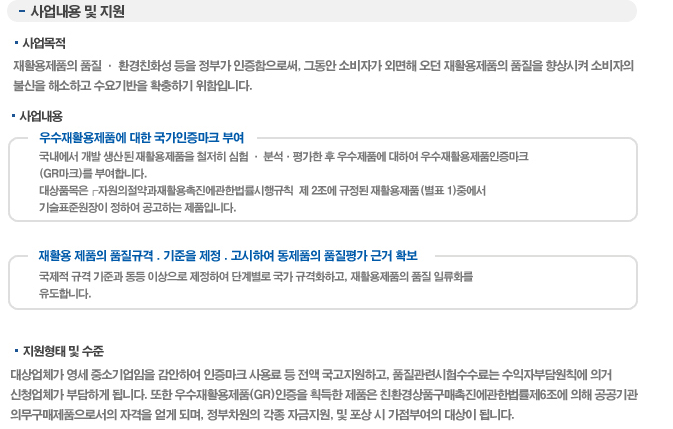 - 사업내용 및 지원
▪ 사업목적
재활용제품의 품질 · 환경친화성 등을 정부가 인증함으로써, 그동안 소비자가 외면해 오던 재활용제품의 품질을 향상시켜 소비자의
불신을 해소하고 수요기반을 확충하기 위함입니다.
▪ 사업내용
우수재활용제품에 대한 국가인증마크 부여
국내에서 개발 생산된 재활용제품을 철저히 심험 · 분석 · 평가한 후 우수제품에 대하여 우수재활용제품인증마크
(GR마크)를 부여합니다.
대상품목은 ┌자원의절약과재활용촉진에관한법률시행규칙 제 2조에 규정된 재활용제품 (별표 1)중에서
기술표준원장이 정하여 공고하는 제품입니다.
재활용 제품의 품질규격 . 기준을 제정 . 고시하여 동제품의 품질평가 근거 확보
국제적 규격 기준과 동등 이상으로 제정하여 단계별로 국가 규격화하고, 재활용제품의 품질 일류화를
유도합니다.
▪ 지원형태 및 수준
대상업체가 영세 중소기업임을 감안하여 인증마크 사용료 등 전액 국고지원하고, 품질관련시험수수료는 수익자부담원칙에 의거
신청업체가 부담하게 됩니다. 또한 우수재활용제품(GR)인증을 획득한 제품은 친환경상품구매촉진에관한법률제6조에 의해 공공기관
의무구매제품으로서의 자격을 얻게 되며, 정부차원의 각종 자금지원, 및 포상 시 가점부여의 대상이 됩니다.